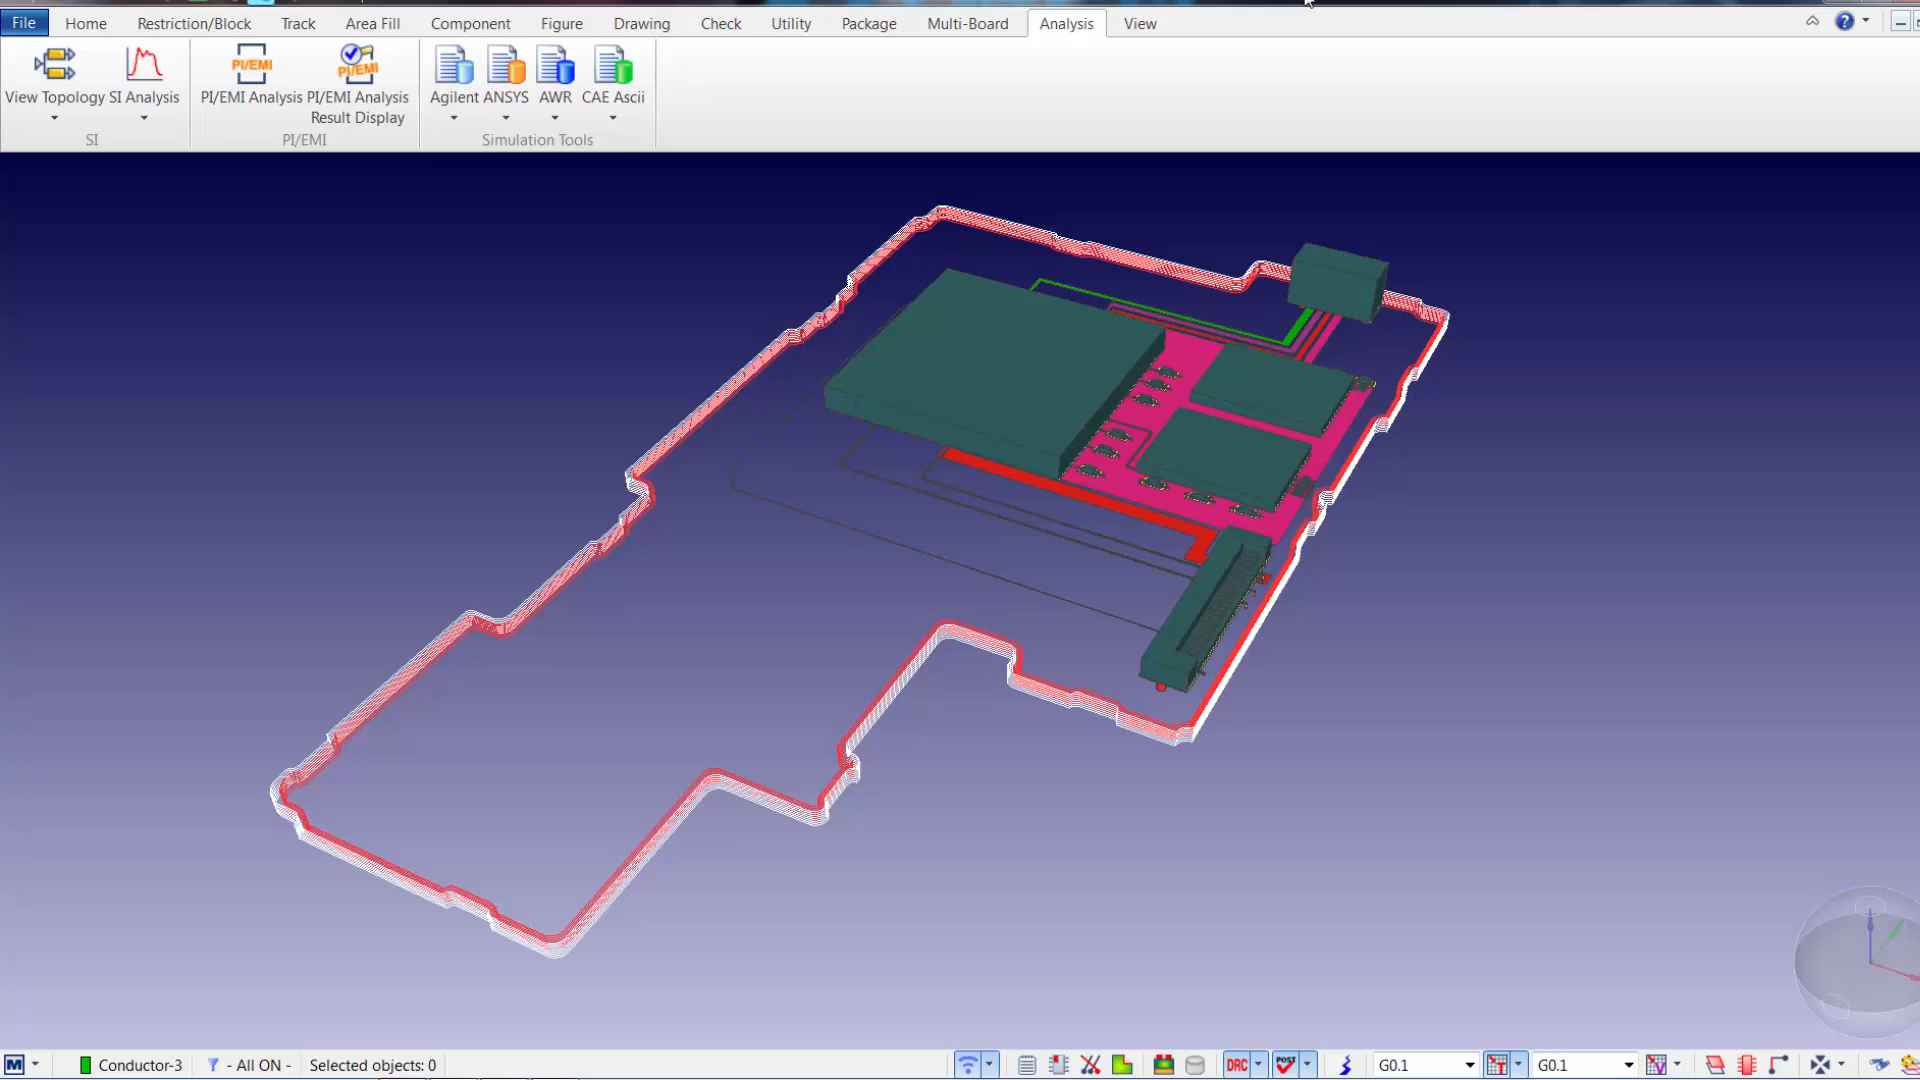 File Home Restriction/Block Track Area Fill Component Figure Drawing Check Utility Package Multi-Board Analysis View
PI/EMI PI/EMI
View Topology SI Analysis PI/EMI Analysis PI/EMI Analysis Agilent ANSYS AWR CAE Ascii
Result Display
SI PI/EMI Simulation Tools
M Conductor-3 - All ON - Selected objects: 0 DRC POST G0.1 G0.1